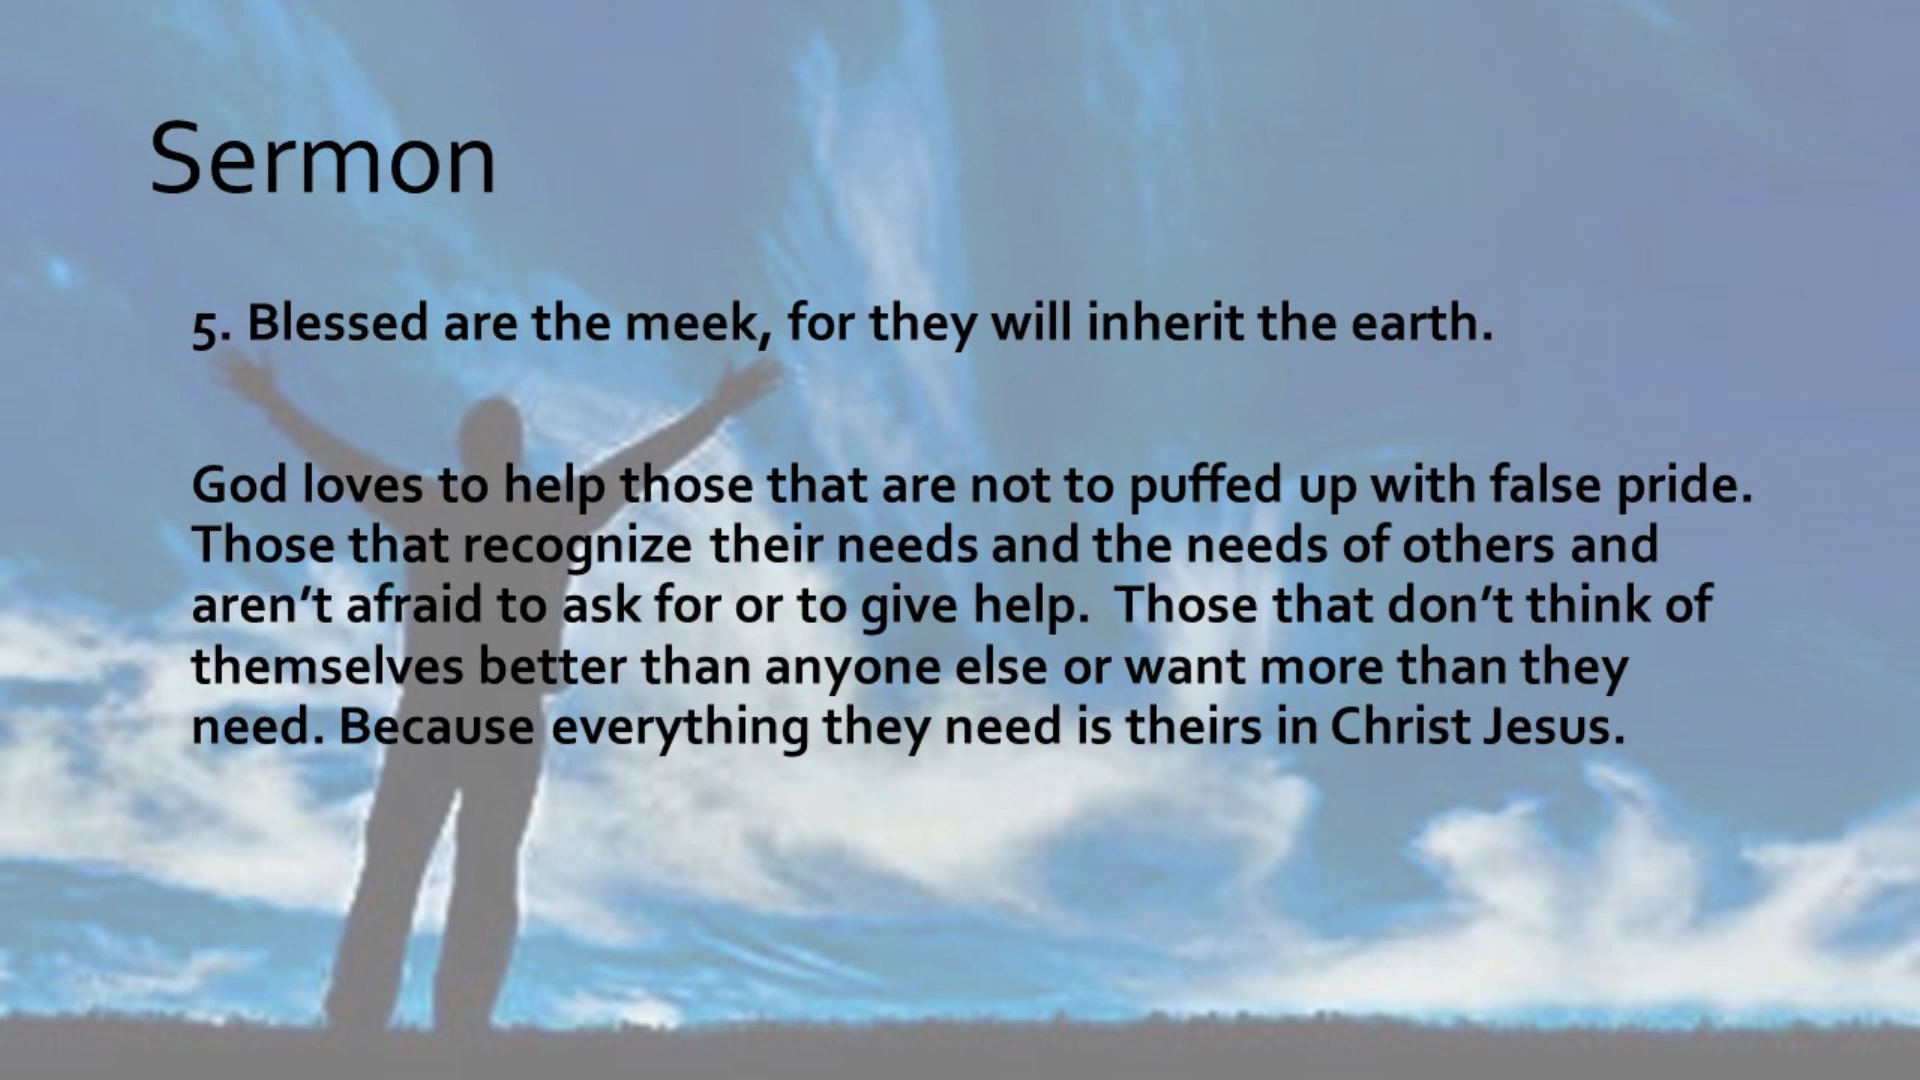 Sermon
5. Blessed are the meek, for they will inherit the earth.
God loves to help those that are not to puffed up with false pride.
Those that recognize their needs and the needs of others and
aren’t afraid to ask for or to give help.  Those that don’t think of
themselves better than anyone else or want more than they
need. Because everything they need is theirs in Christ Jesus.